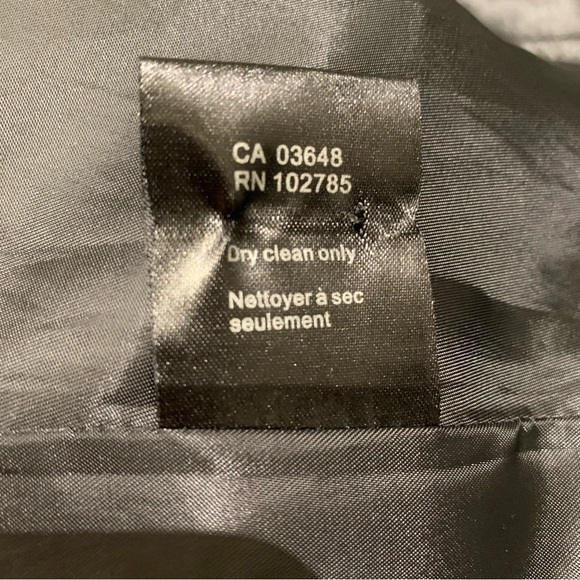 CA 03648
RN 102785
Dry clean only
Nettoyer à sec
seulement